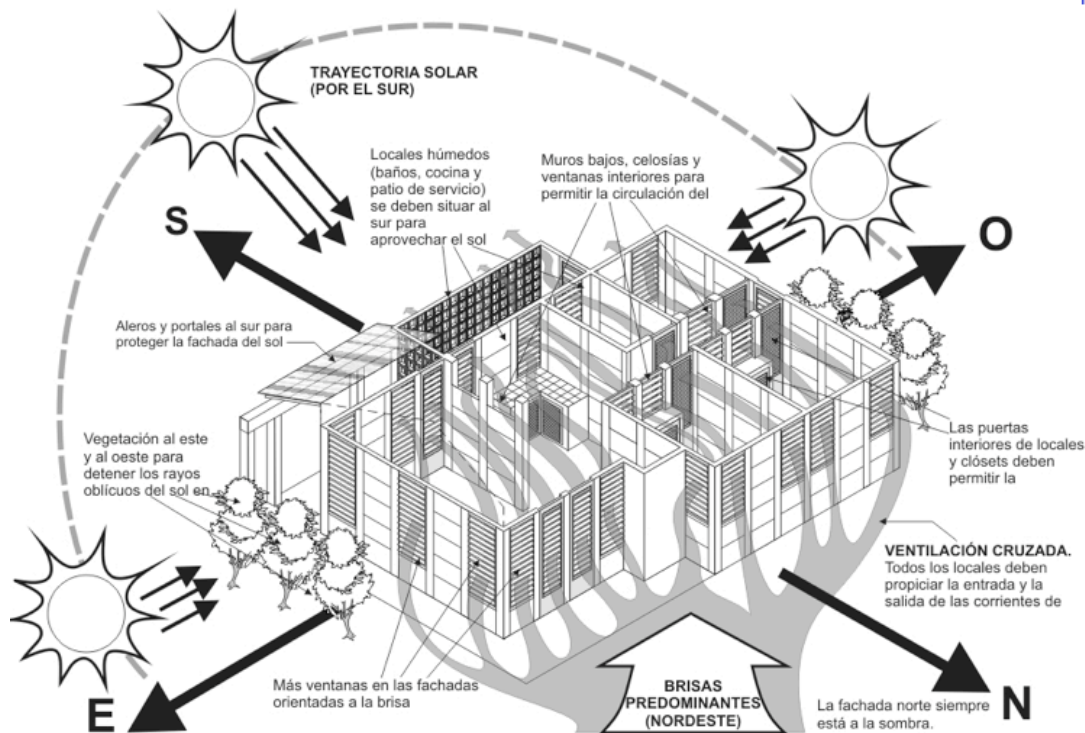 TRAYECTORIA SOLAR
(POR EL SUR)
Locales húmedos
(baños, cocina y
patio de servicio)
se deben situar al
sur para
aprovechar el sol
Muros bajos, celosías y
ventanas interiores para
permitir la circulación del
S
O
Aleros y portales al sur para
proteger la fachada del sol
Vegetación al este
y al oeste para
detener los rayos
oblícuos del sol en
Las puertas
interiores de locales
y clósets deben
permitir la
VENTILACIÓN CRUZADA.
Todos los locales deben
propiciar la entrada y la
salida de las corrientes de
E
Más ventanas en las fachadas
orientadas a la brisa
BRISAS
PREDOMINANTES
(NORDESTE)
La fachada norte siempre
está a la sombra.
N